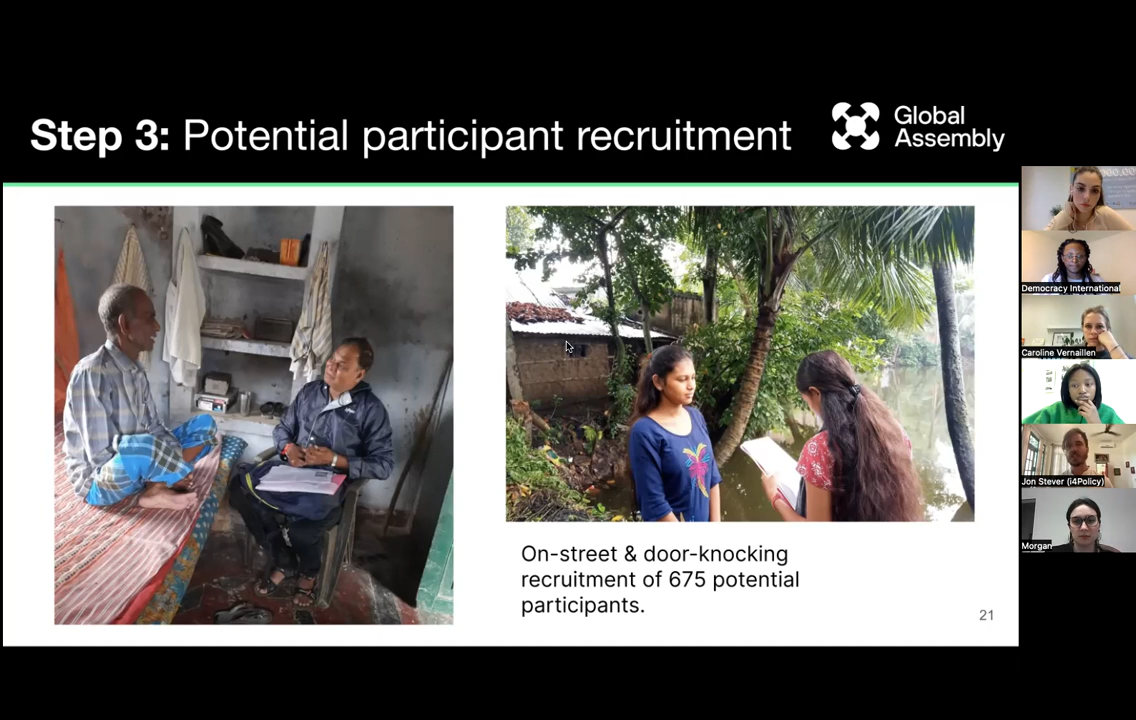 Step 3: Potential participant recruitment
Global
Assembly
On-street & door-knocking
recruitment of 675 potential
participants.
21
Democracy International
Caroline Vernaillen
Jon Stever (i4Policy)
Morgan